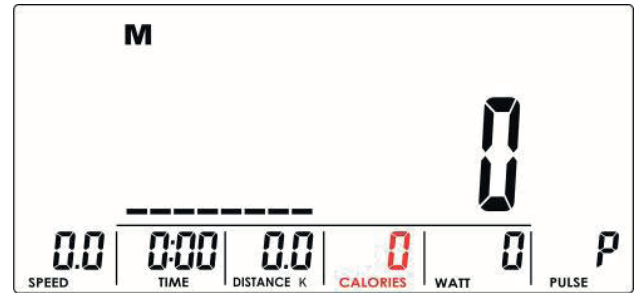 M
0
0.0 0:00 0.0 0 0 P
SPEED TIME DISTANCE K CALORIES WATT PULSE